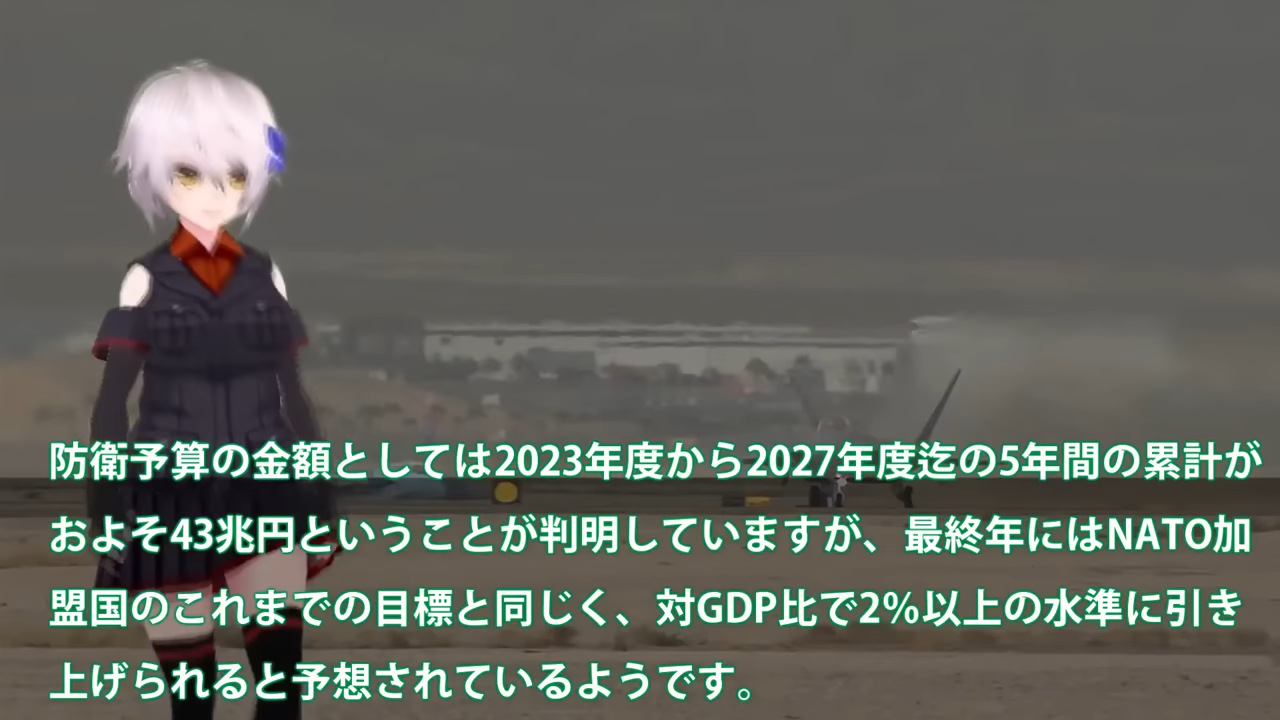 防衛予算の金額としては2023年度から2027年度迄の5年間の累計が
およそ43兆円ということが判明していますが、最終年にはNATO加
盟国のこれまでの目標と同じく、対GDP比で2%以上の水準に引き
上げられると予想されているようです。